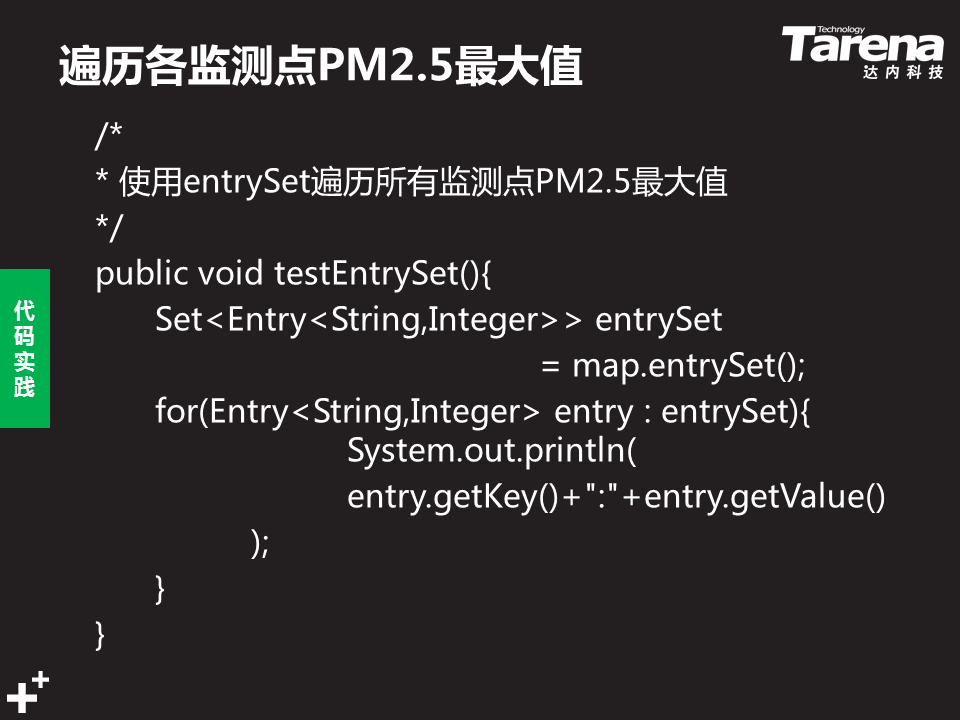 遍历各监测点PM2.5最大值
Technology
Tarena
达内科技
/*
* 使用entrySet遍历所有监测点PM2.5最大值
*/
public void testEntrySet(){
Set<Entry<String,Integer>> entrySet
= map.entrySet();
for(Entry<String,Integer> entry : entrySet){
System.out.println(
entry.getKey()+":"+entry.getValue()
);
}
}
代码实践
++